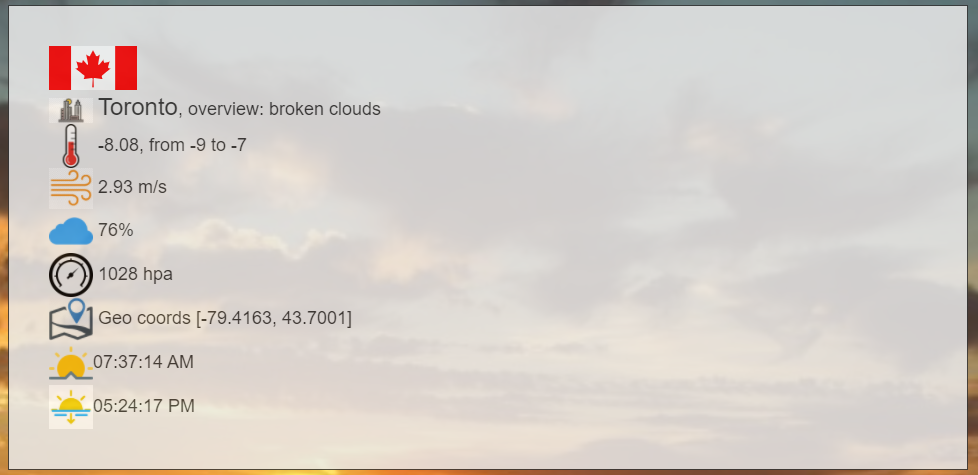 Toronto, overview: broken clouds
-8.08, from -9 to -7
2.93 m/s
76%
1028 hpa
Geo coords [-79.4163, 43.7001]
07:37:14 AM
05:24:17 PM